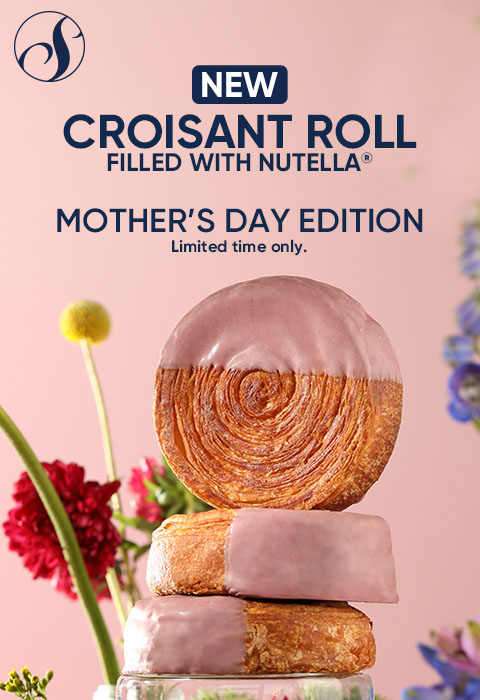 NEW
CROISANT ROLL
FILLED WITH NUTELLA®
MOTHER'S DAY EDITION
Limited time only.